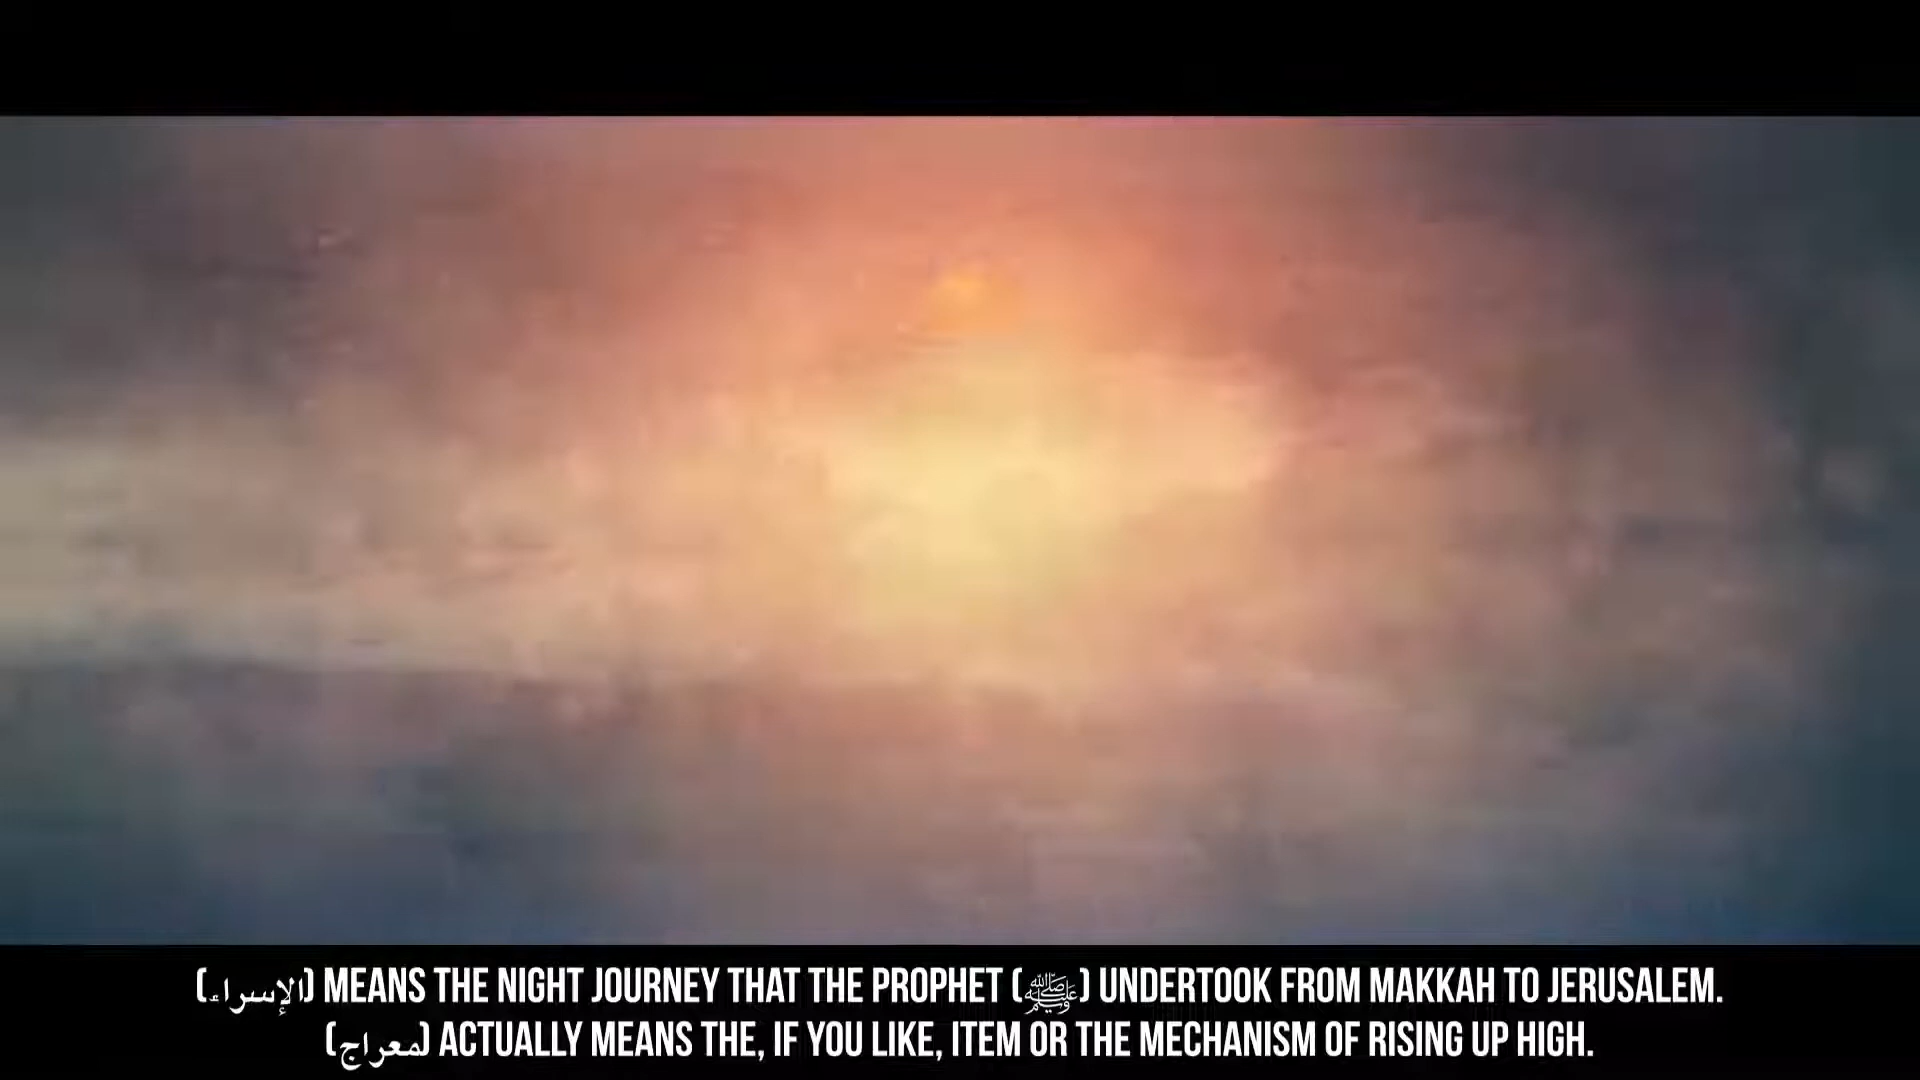 (الإسراء) MEANS THE NIGHT JOURNEY THAT THE PROPHET (ﷺ) UNDERTOOK FROM MAKKAH TO JERUSALEM.
(معراج) ACTUALLY MEANS THE, IF YOU LIKE, ITEM OR THE MECHANISM OF RISING UP HIGH.